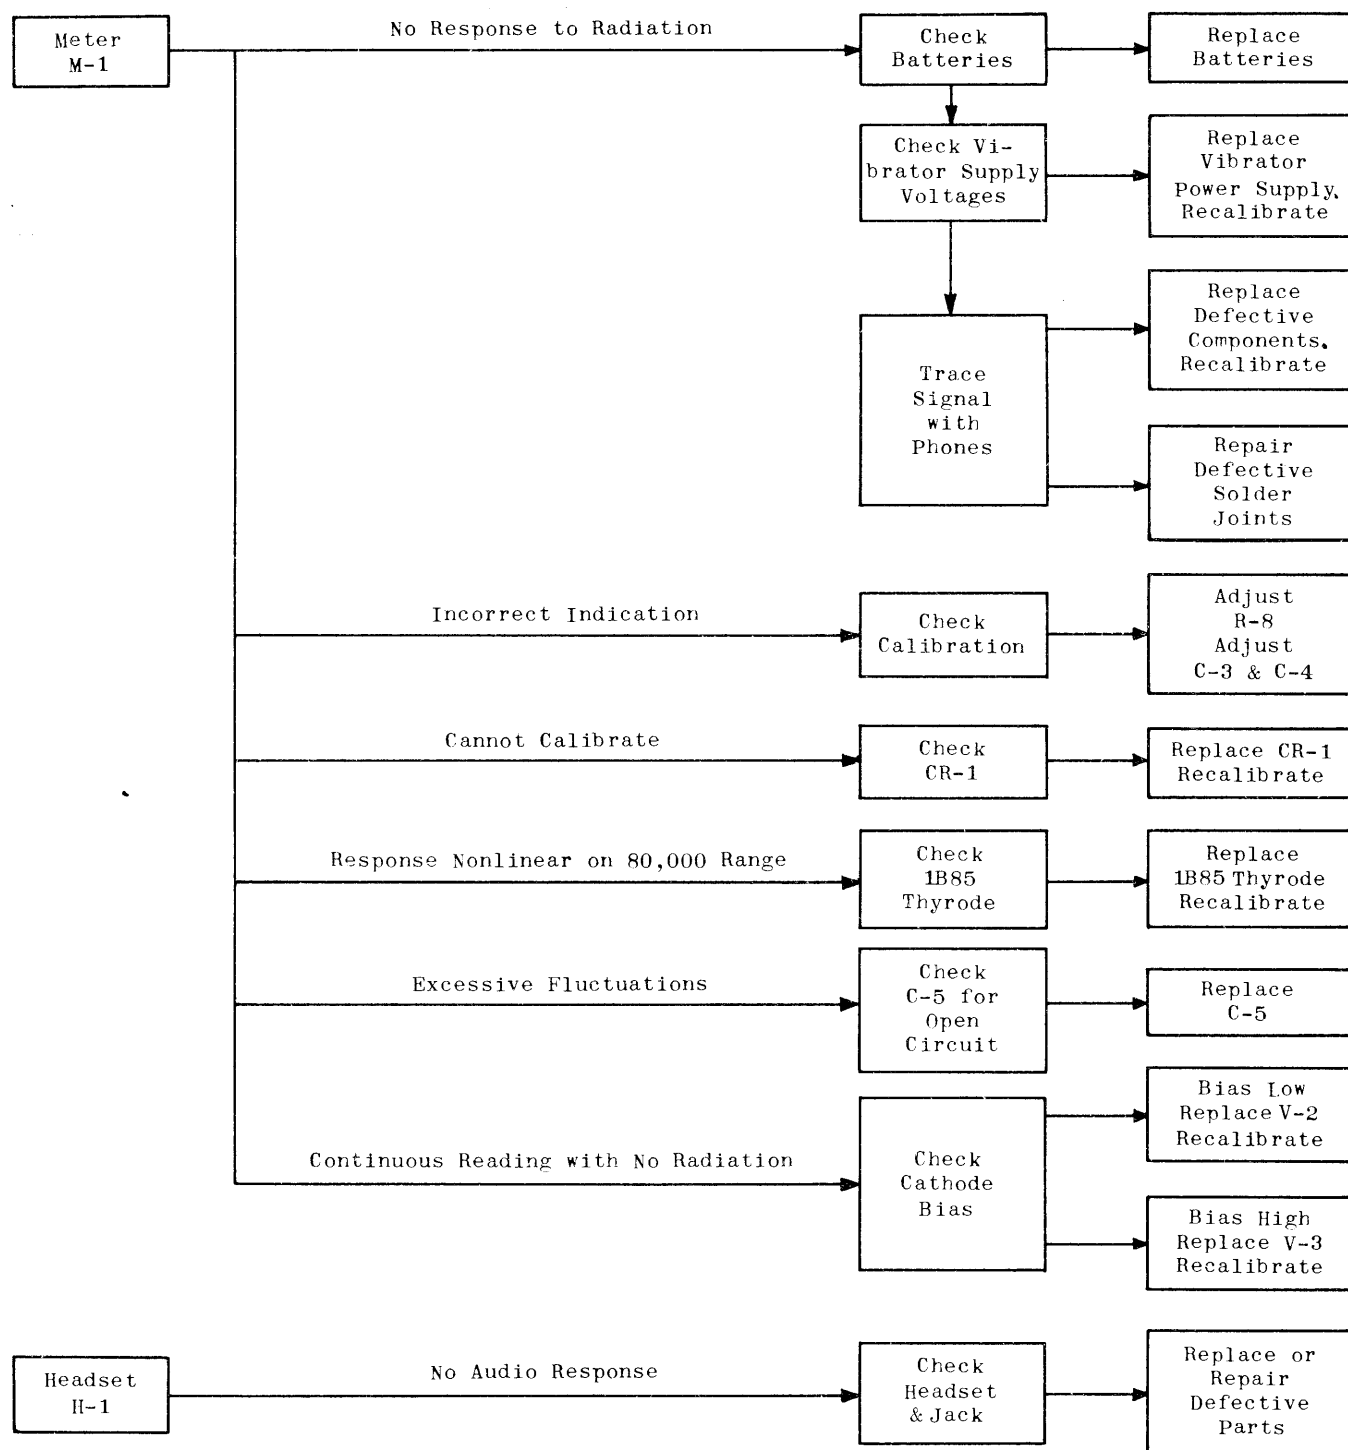 Meter
M-1
No Response to Radiation
Check
Batteries
Replace
Batteries
Check Vi-
brator Supply
Voltages
Replace
Vibrator
Power Supply.
Recalibrate
Trace
Signal
with
Phones
Replace
Defective
Components.
Recalibrate
Repair
Defective
Solder
Joints
Incorrect Indication
Check
Calibration
Adjust
R-8
Adjust
C-3 & C-4
Cannot Calibrate
Check
CR-1
Replace CR-1
Recalibrate
Response Nonlinear on 80,000 Range
Check
1B85
Thyrode
Replace
1B85 Thyrode
Recalibrate
Excessive Fluctuations
Check
C-5 for
Open
Circuit
Replace
C-5
Continuous Reading with No Radiation
Check
Cathode
Bias
Bias Low
Replace V-2
Recalibrate
Bias High
Replace V-3
Recalibrate
Headset
H-1
No Audio Response
Check
Headset
& Jack
Replace or
Repair
Defective
Parts